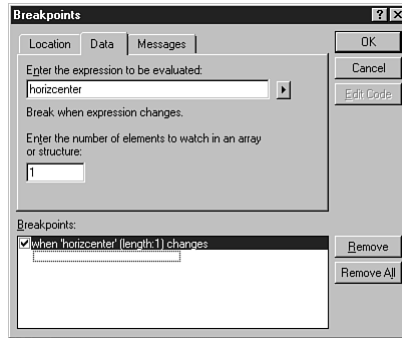 Breakpoints
Location Data Messages
OK
Enter the expression to be evaluated:
Cancel
horizcenter
Edit Code
Break when expression changes.
Enter the number of elements to watch in an array
or structure:
1
Breakpoints:
when 'horizcenter' (length:1) changes
Remove
Remove All